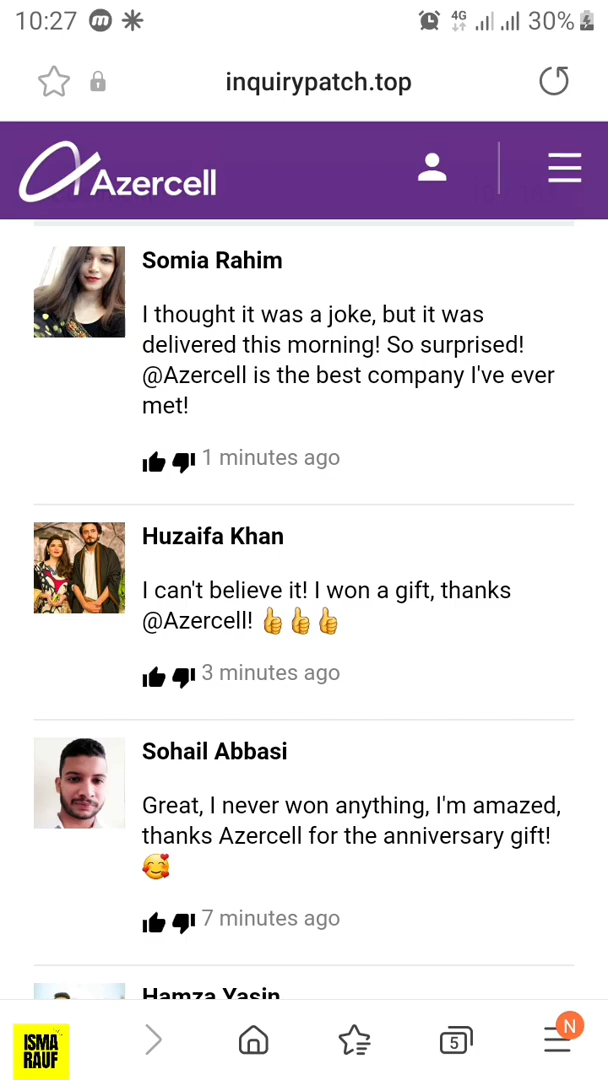 10:27
4G
30%
inquirypatch.top
Azercell
Somia Rahim
I thought it was a joke, but it was
delivered this morning! So surprised!
@Azercell is the best company I've ever
met!
1 minutes ago
Huzaifa Khan
I can't believe it! I won a gift, thanks
@Azercell! 👍👍👍
3 minutes ago
Sohail Abbasi
Great, I never won anything, I'm amazed,
thanks Azercell for the anniversary gift!
🥰
7 minutes ago
Hamza Yasin
ISMA
RAUF
5
N